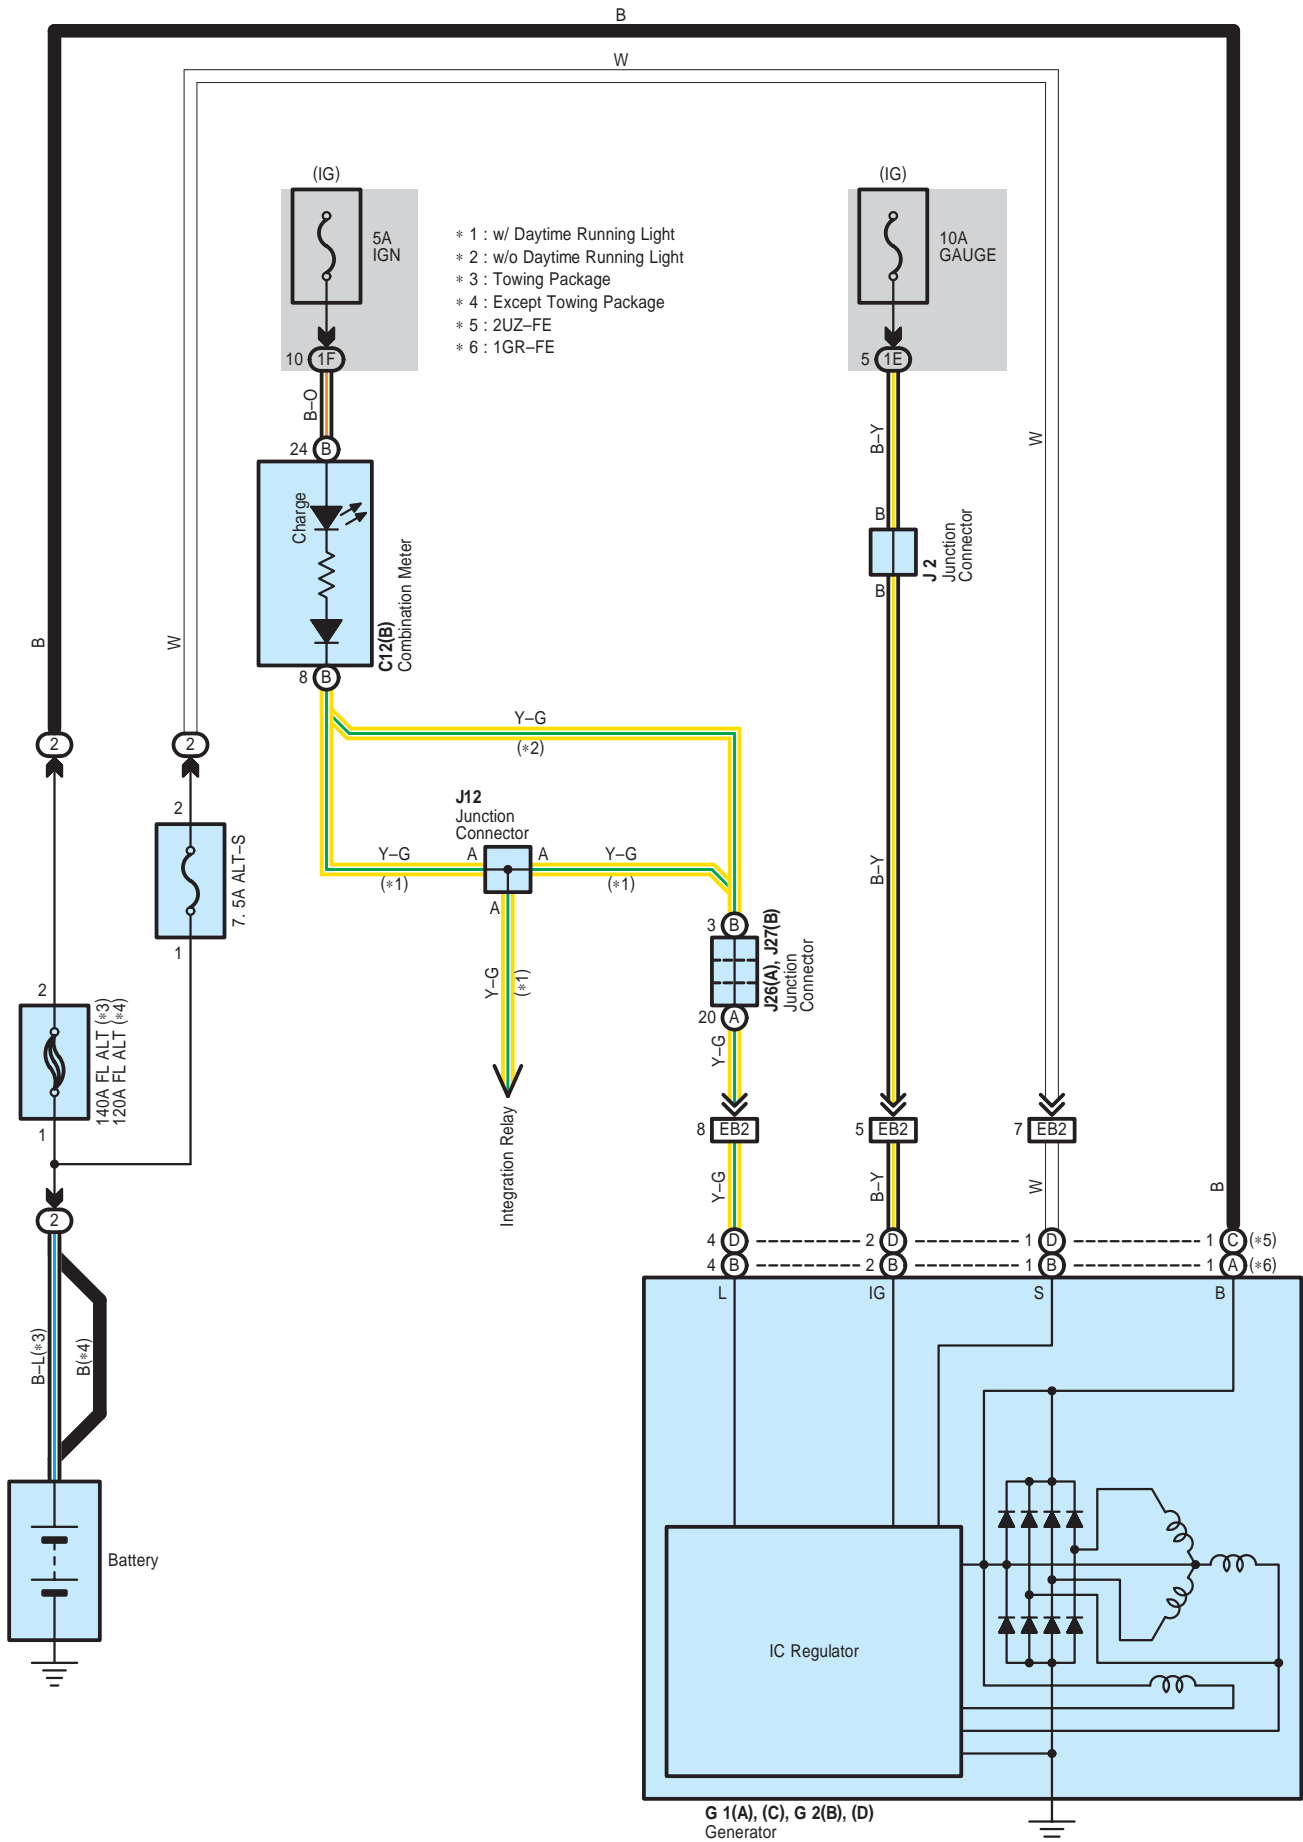 B
W
(IG)
5A
IGN
10
1F
B–O
24
B
Charge
C12(B)
Combination Meter
8
B
∗ 1 : w/ Daytime Running Light
∗ 2 : w/o Daytime Running Light
∗ 3 : Towing Package
∗ 4 : Except Towing Package
∗ 5 : 2UZ–FE
∗ 6 : 1GR–FE
(IG)
10A
GAUGE
5
1E
B–Y
W
B
J 2
Junction
Connector
B
B
W
2
2
Y–G
(∗2)
J12
Junction
Connector
Y–G
A
A
Y–G
(∗1)
(∗1)
A
Y–G
(∗1)
Integration Relay
B–Y
2
7. 5A ALT–S
1
2
140A FL ALT (∗3)
120A FL ALT (∗4)
1
3
B
J26(A), J27(B)
Junction
Connector
20
A
Y–G
8
EB2
5
EB2
7
EB2
Y–G
B–Y
W
B
2
4
D
2
D
1
D
1
C
(∗5)
4
B
2
B
1
B
1
A
(∗6)
L
IG
S
B
B–L(∗3)
B(∗4)
Battery
IC Regulator
G 1(A), (C), G 2(B), (D)
Generator